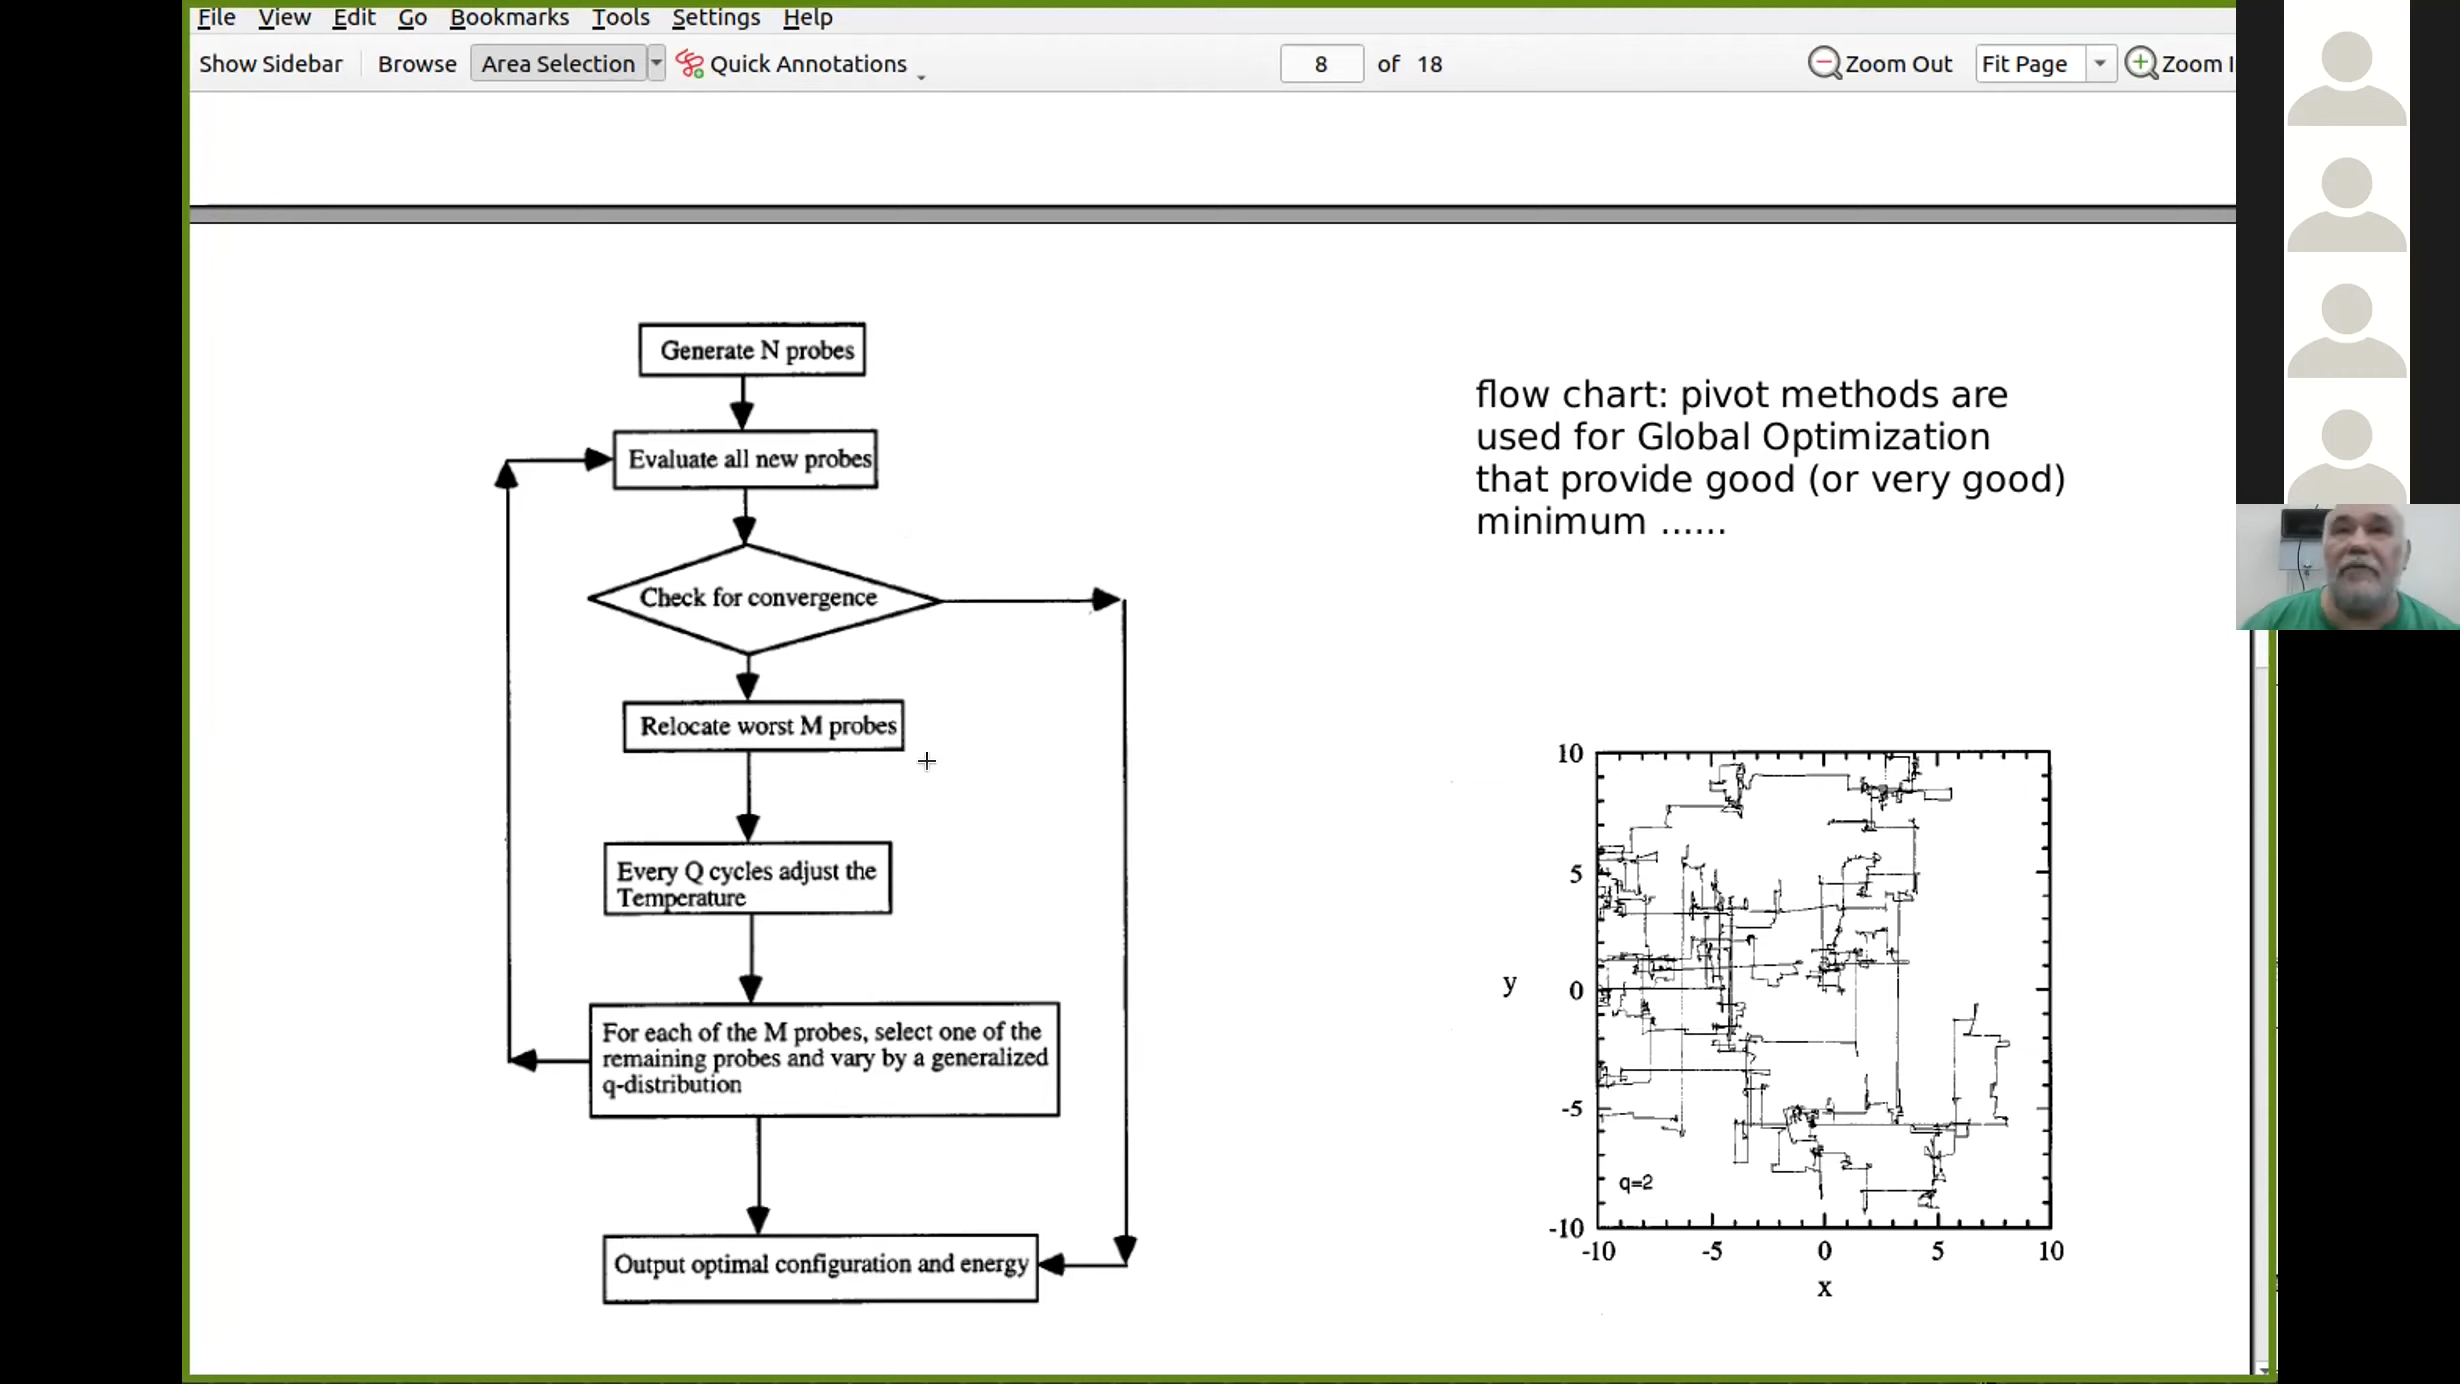 File View Edit Go Bookmarks Tools Settings Help
Show Sidebar Browse Area Selection Quick Annotations 8 of 18 Zoom Out Fit Page Zoom I
Generate N probes
Evaluate all new probes
Check for convergence
Relocate worst M probes
Every Q cycles adjust the
Temperature
For each of the M probes, select one of the
remaining probes and vary by a generalized
q-distribution
Output optimal configuration and energy
flow chart: pivot methods are
used for Global Optimization
that provide good (or very good)
minimum ......
10
5
y
0
-5
q=2
-10
-10 -5 0 5 10
x